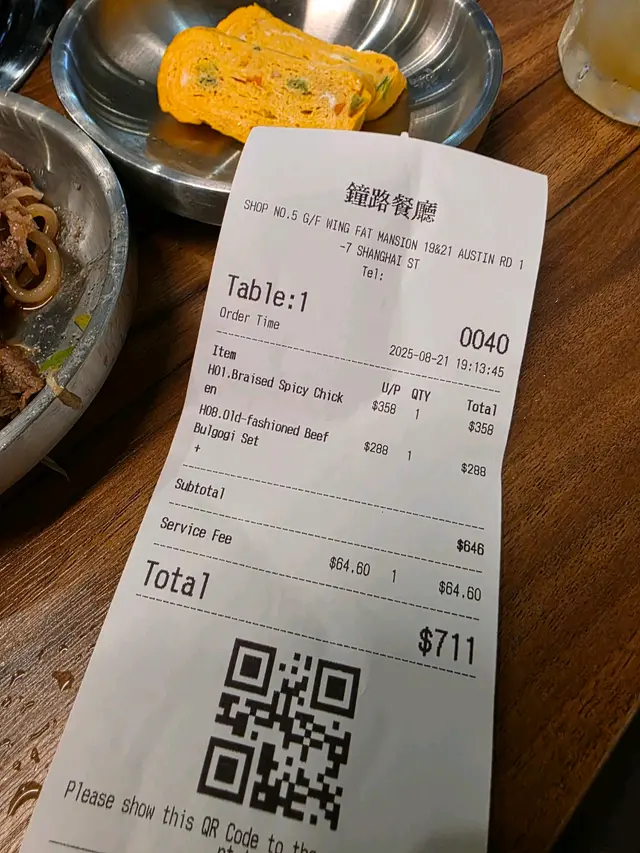 鐘路餐廳
SHOP NO.5 G/F WING FAT MANSION 19&21 AUSTIN RD 1
-7 SHANGHAI ST
Tel:
Table:1
0040
Order Time
2025-08-21 19:13:45
Item U/P QTY Total
H01.Braised Spicy Chick $358 1 $358
en
H08.Old-fashioned Beef $288 1 $288
Bulgogi Set
+
Subtotal $646
Service Fee $64.60 1 $64.60
Total $711
Please show this QR Code to the